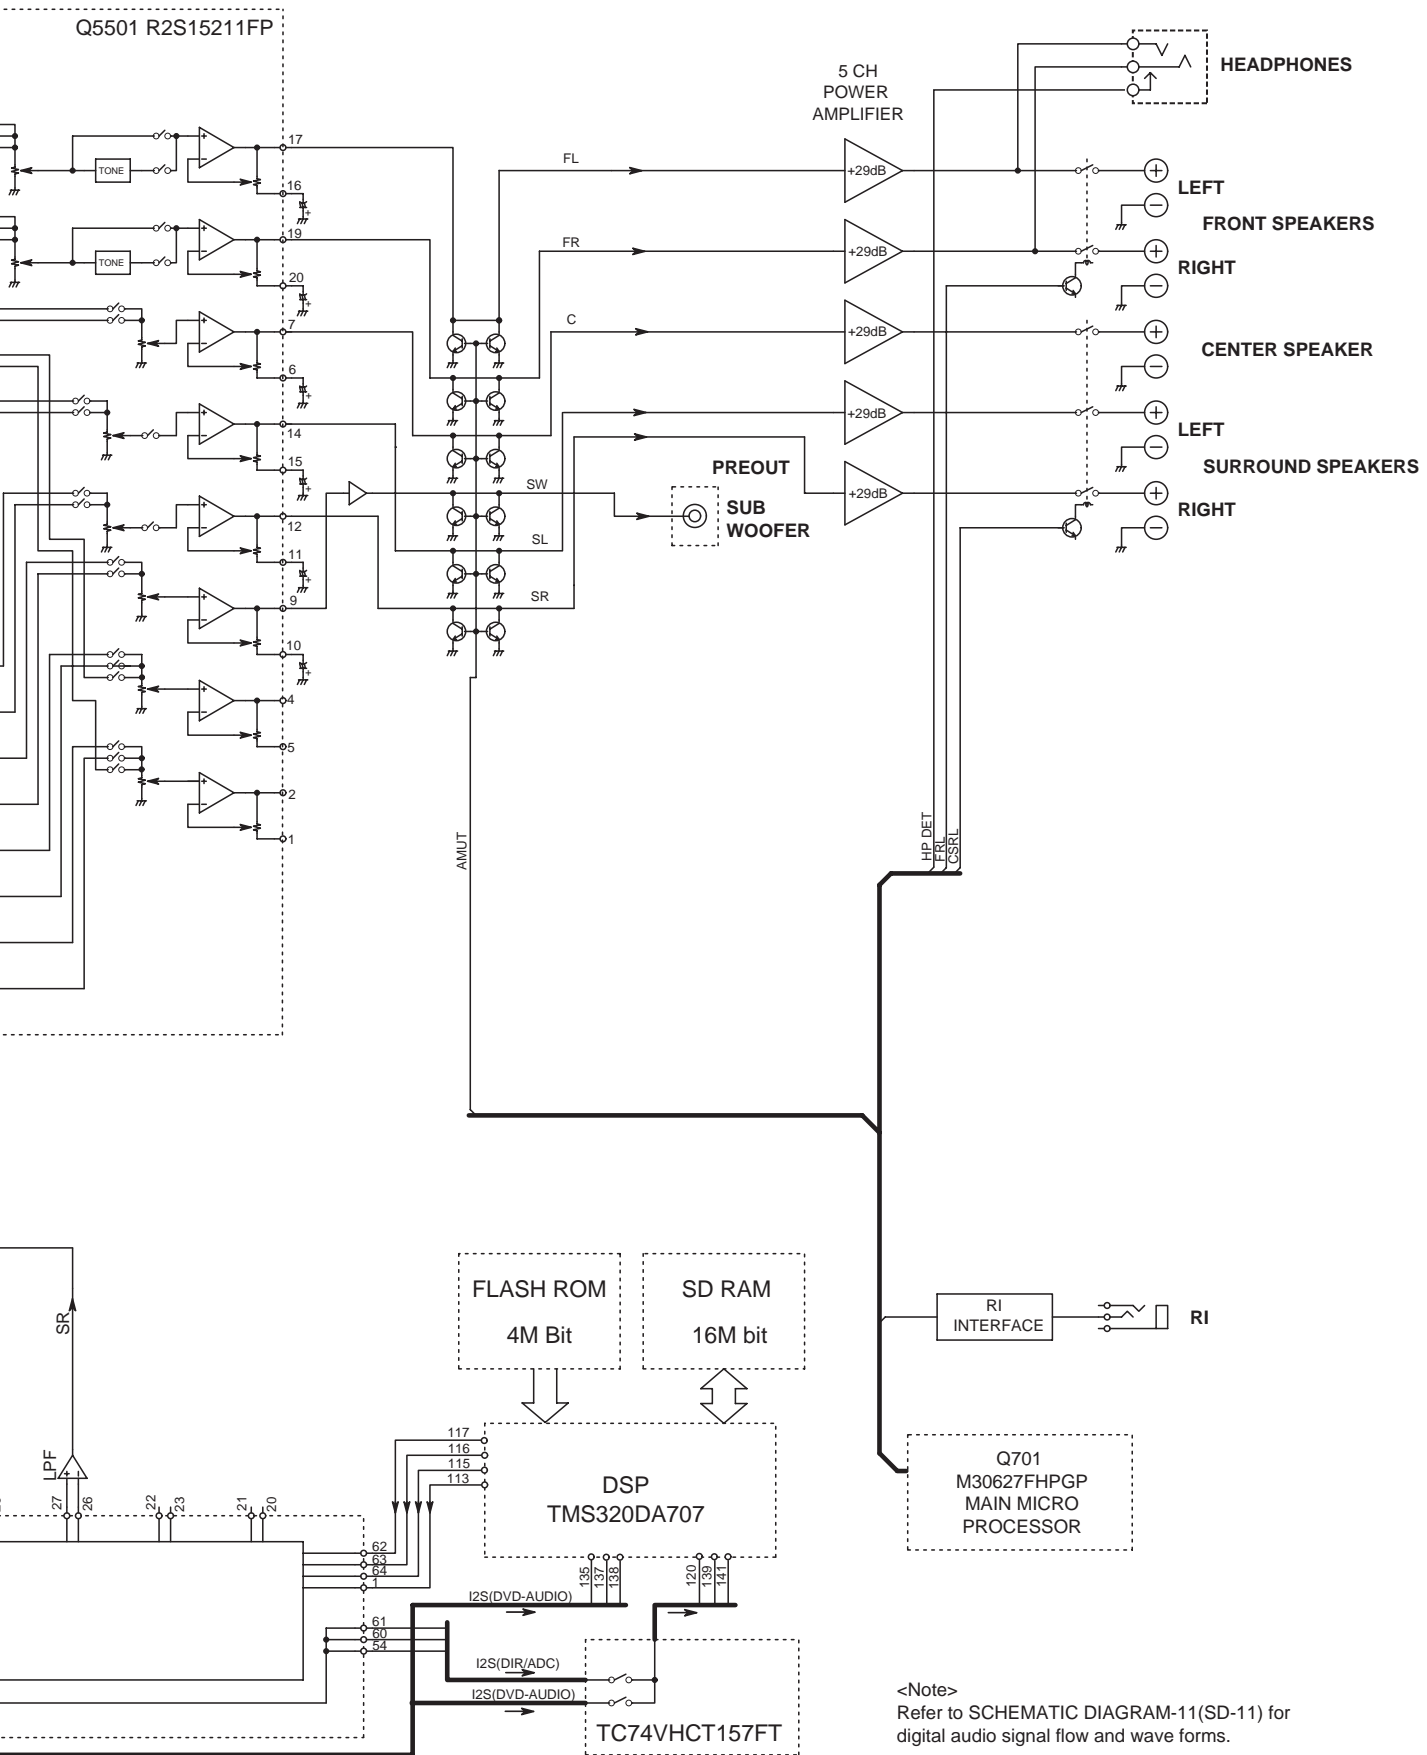 Q5501 R2S15211FP
5 CH
POWER
AMPLIFIER
HEADPHONES
17
TONE
16
FL
+29dB
LEFT
FRONT SPEAKERS
19
TONE
20
FR
+29dB
RIGHT
7
6
C
+29dB
CENTER SPEAKER
14
15
+29dB
LEFT
SURROUND SPEAKERS
PREOUT
SW
SUB
WOOFER
+29dB
RIGHT
12
11
SL
9
SR
10
4
5
2
1
AMUT
HP DET
FRL
CSRL
SR
FLASH ROM
4M Bit
SD RAM
16M bit
RI
INTERFACE
RI
LPF
27
26
22
23
21
20
117
116
115
113
DSP
TMS320DA707
Q701
M30627FHPGP
MAIN MICRO
PROCESSOR
62
63
64
1
135
137
138
120
139
141
I2S(DVD-AUDIO)
61
60
54
I2S(DIR/ADC)
I2S(DVD-AUDIO)
TC74VHCT157FT
<Note>
Refer to SCHEMATIC DIAGRAM-11(SD-11) for
digital audio signal flow and wave forms.